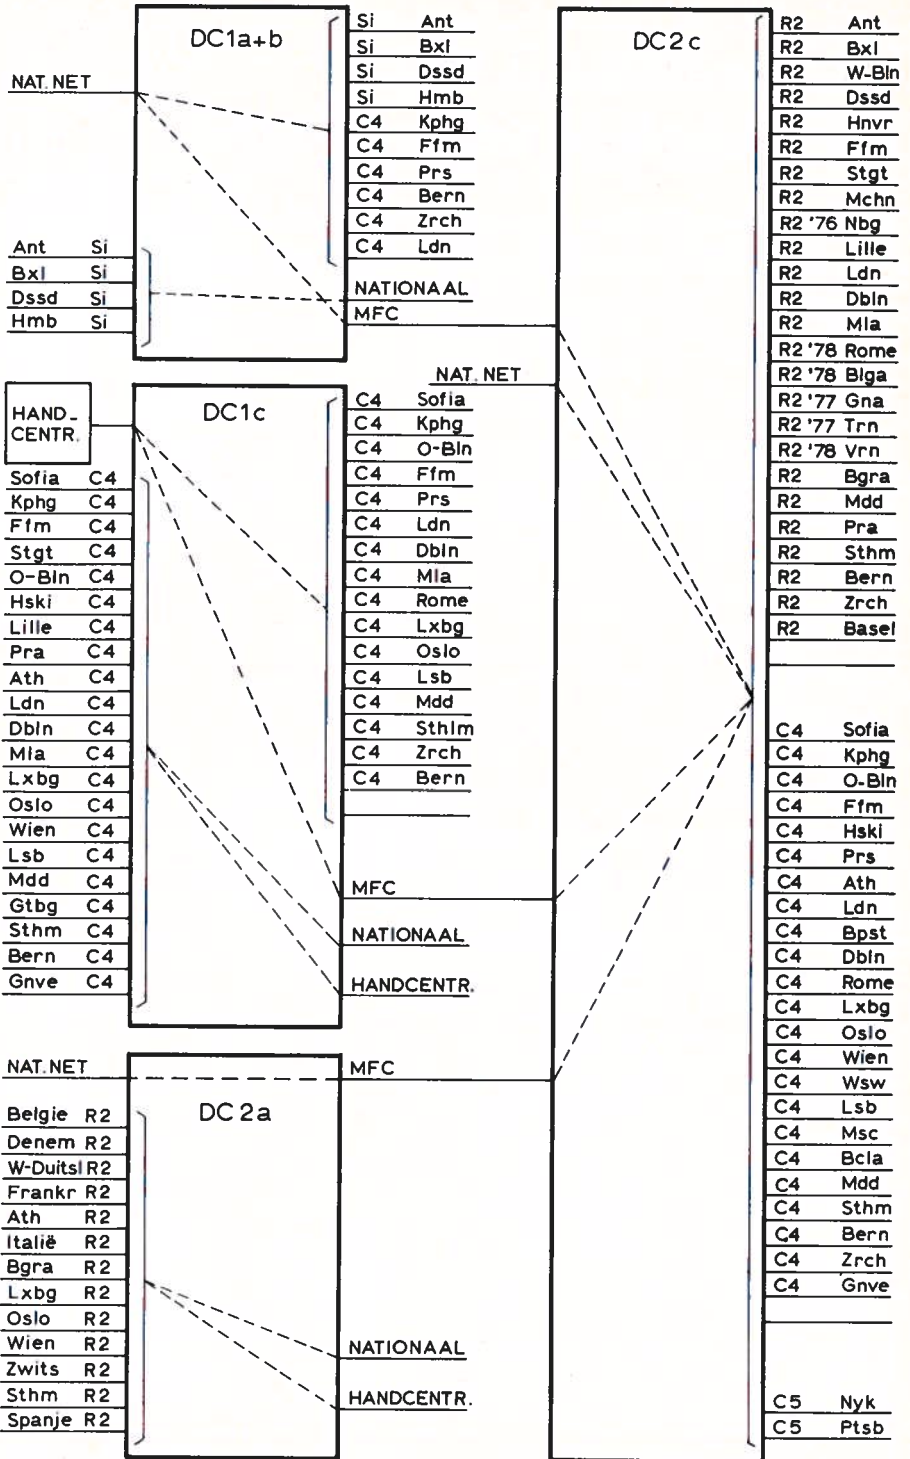 DC1a+b
NAT. NET
Ant Si
Bxl Si
Dssd Si
Hmb Si
Si Ant
Si Bxl
Si Dssd
Si Hmb
C4 Kphg
C4 Ffm
C4 Prs
C4 Bern
C4 Zrch
C4 Ldn
NATIONAAL
MFC
DC1c
HAND_
CENTR.
Sofia C4
Kphg C4
Ffm C4
Stgt C4
O-Bln C4
Hski C4
Lille C4
Pra C4
Ath C4
Ldn C4
Dbln C4
Mla C4
Lxbg C4
Oslo C4
Wien C4
Lsb C4
Mdd C4
Gtbg C4
Sthm C4
Bern C4
Gnve C4
C4 Sofia
C4 Kphg
C4 O-Bln
C4 Ffm
C4 Prs
C4 Ldn
C4 Dbln
C4 Mla
C4 Rome
C4 Lxbg
C4 Oslo
C4 Lsb
C4 Mdd
C4 Sthlm
C4 Zrch
C4 Bern
MFC
NATIONAAL
HANDCENTR.
DC2a
NAT. NET
MFC
Belgie R2
Denem R2
W-Duitsl R2
Frankr R2
Ath R2
Italië R2
Bgra R2
Lxbg R2
Oslo R2
Wien R2
Zwits R2
Sthm R2
Spanje R2
NATIONAAL
HANDCENTR.
DC2c
NAT. NET
R2 Ant
R2 Bxl
R2 W-Bln
R2 Dssd
R2 Hnvr
R2 Ffm
R2 Stgt
R2 Mchn
R2 '76 Nbg
R2 Lille
R2 Ldn
R2 Dbln
R2 Mla
R2 '78 Rome
R2 '78 Blga
R2 '77 Gna
R2 '77 Trn
R2 '78 Vrn
R2 Bgra
R2 Mdd
R2 Pra
R2 Sthm
R2 Bern
R2 Zrch
R2 Basel
C4 Sofia
C4 Kphg
C4 O-Bln
C4 Ffm
C4 Hski
C4 Prs
C4 Ath
C4 Ldn
C4 Bpst
C4 Dbln
C4 Rome
C4 Lxbg
C4 Oslo
C4 Wien
C4 Wsw
C4 Lsb
C4 Msc
C4 Bcla
C4 Mdd
C4 Sthm
C4 Bern
C4 Zrch
C4 Gnve
C5 Nyk
C5 Ptsb